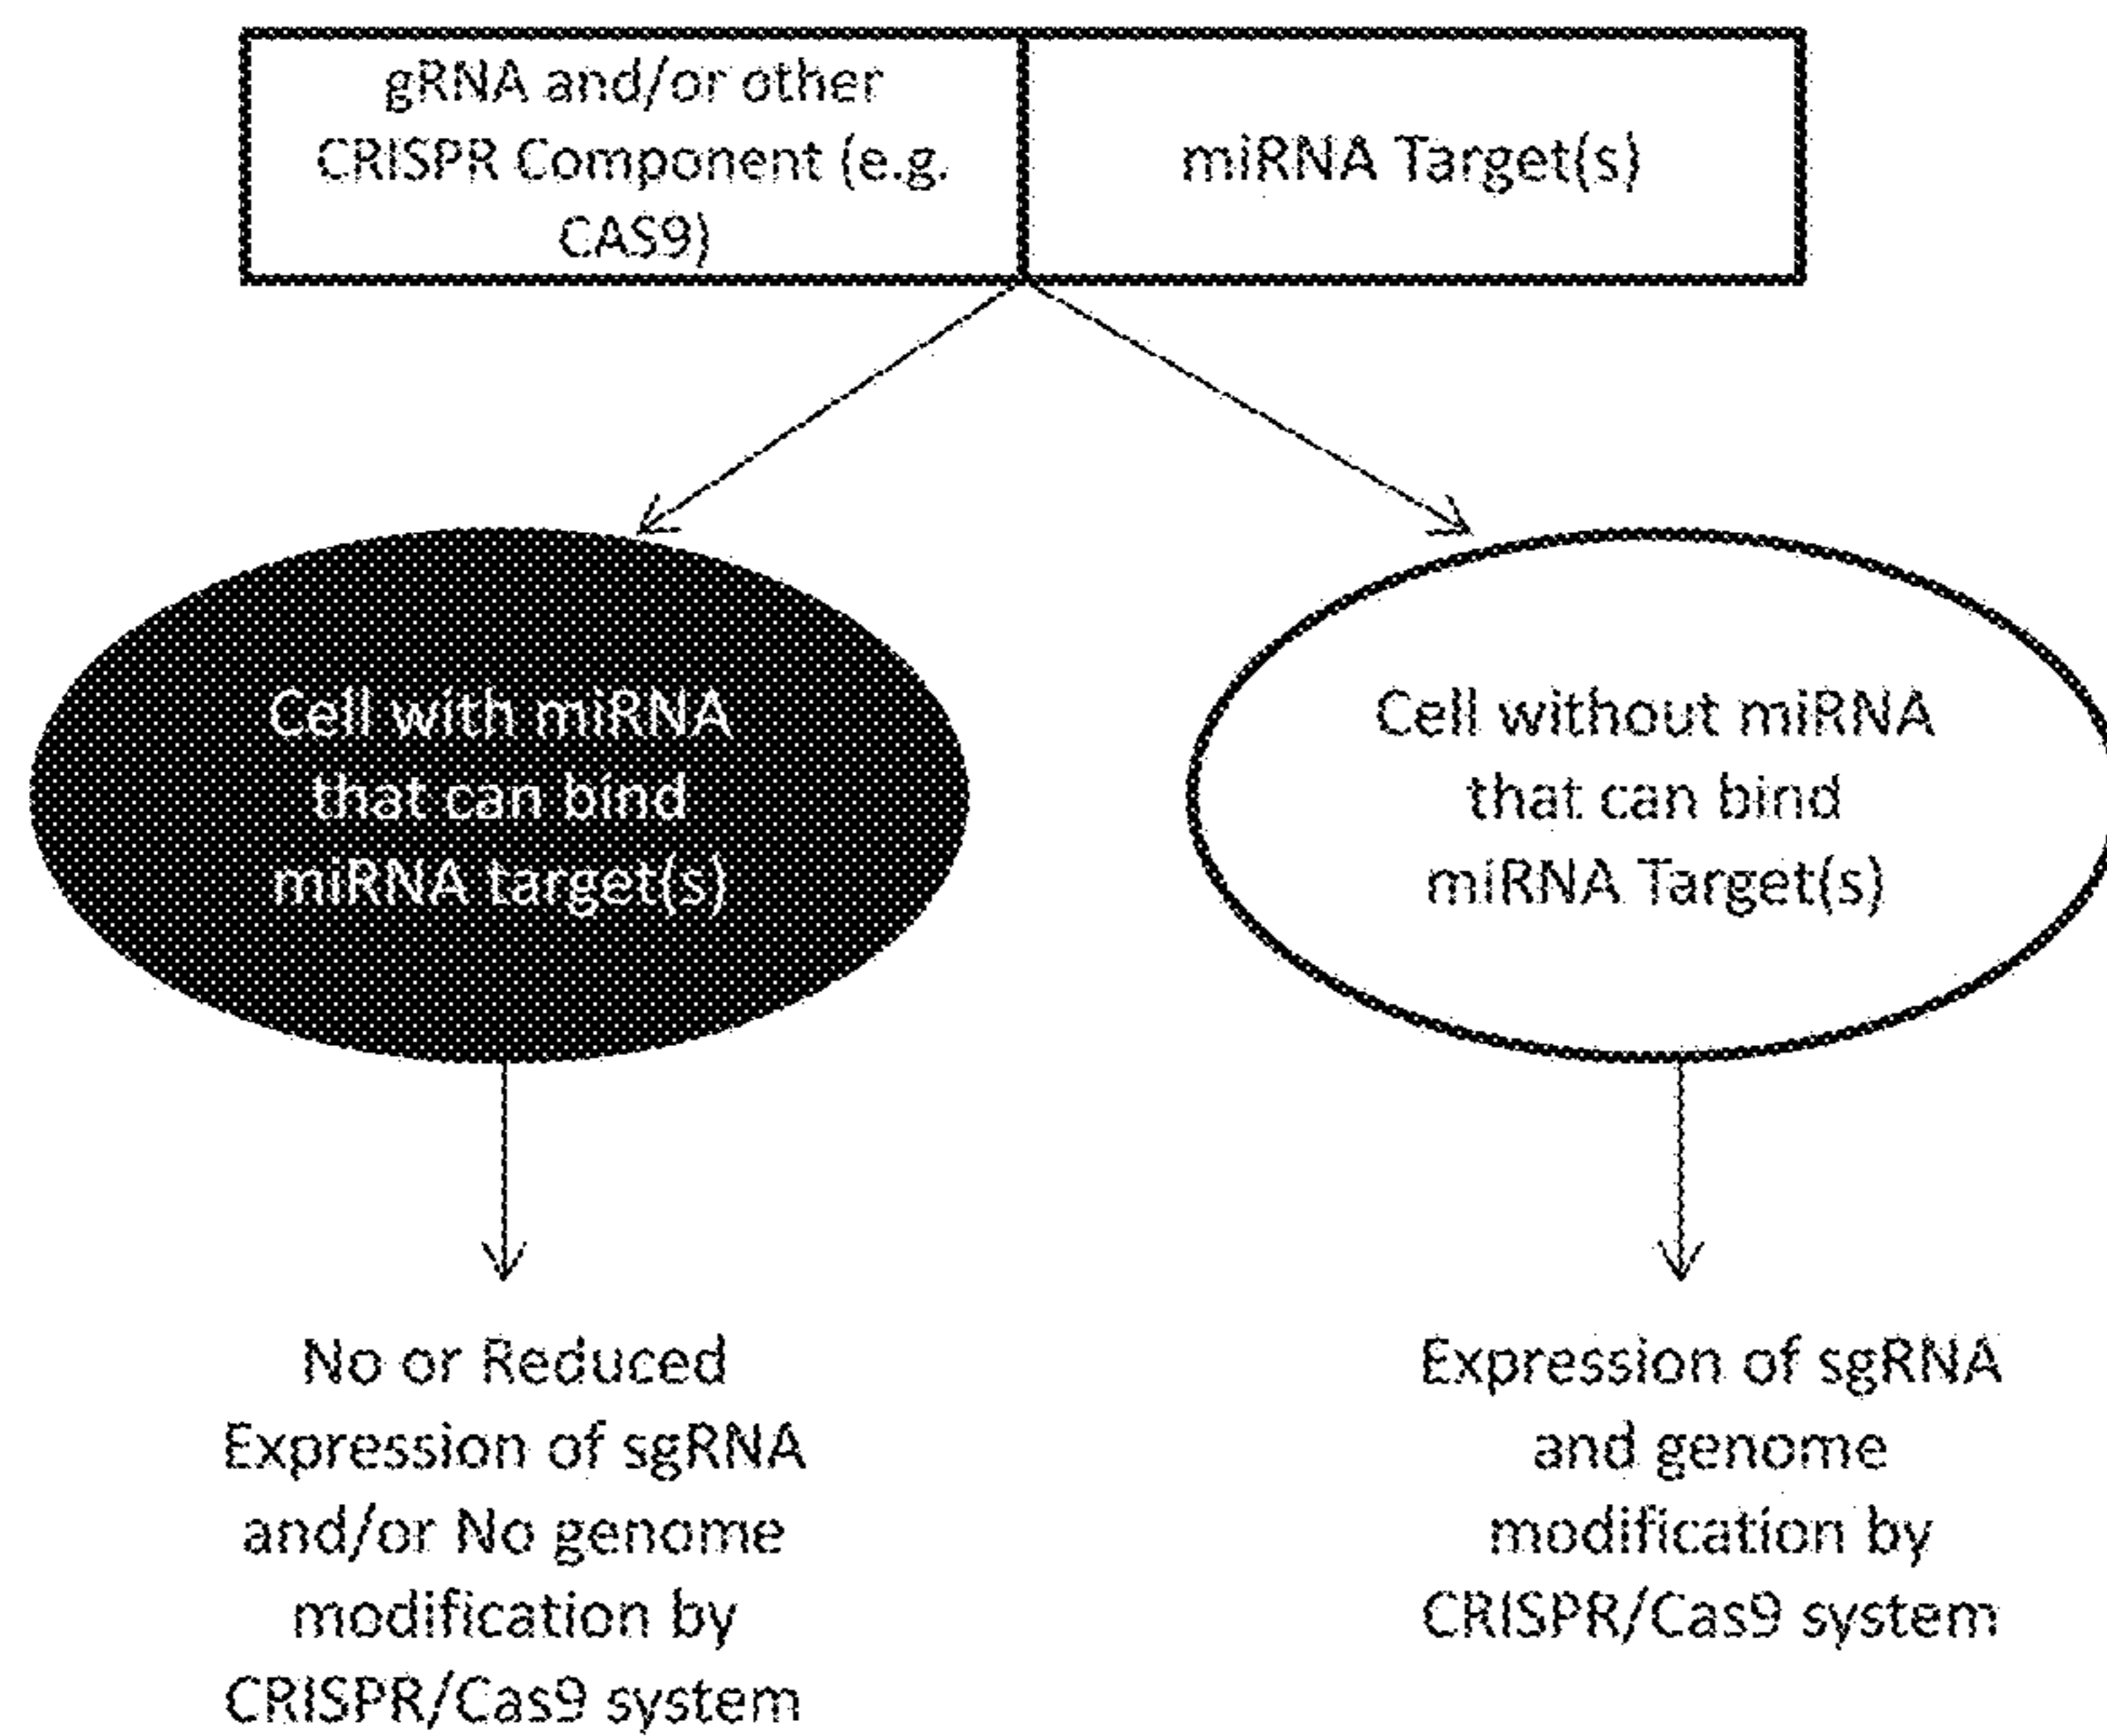 gRNA and/or other
CRISPR Component (e.g.
CAS9)
miRNA Target(s)
Cell with miRNA
that can bind
miRNA target(s)
Cell without miRNA
that can bind
miRNA Target(s)
No or Reduced
Expression of sgRNA
and/or No genome
modification by
CRISPR/Cas9 system
Expression of sgRNA
and genome
modification by
CRISPR/Cas9 system